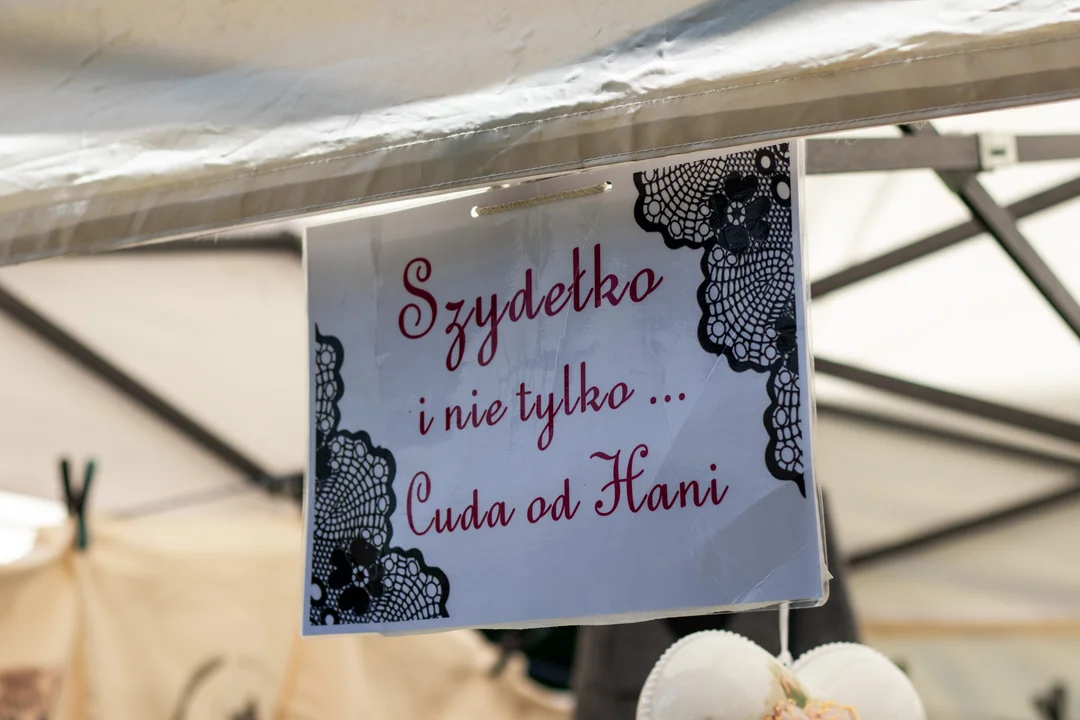 Szydełko
i nie tylko ...
Cuda od Hani